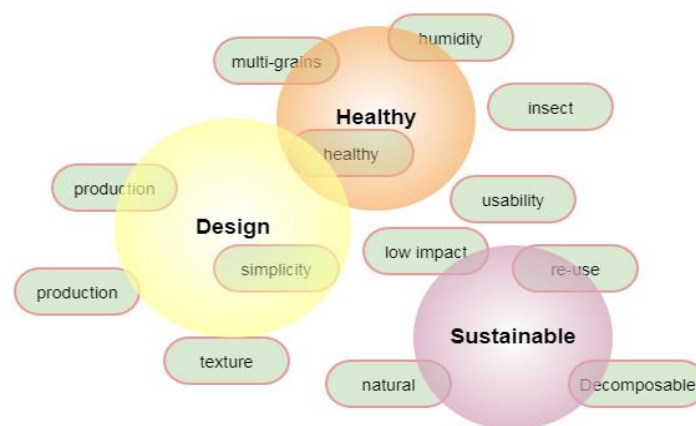 humidity
multi-grains
insect
Healthy
healthy
production
usability
Design
low impact
simplicity
re-use
production
Sustainable
texture
natural
Decomposable